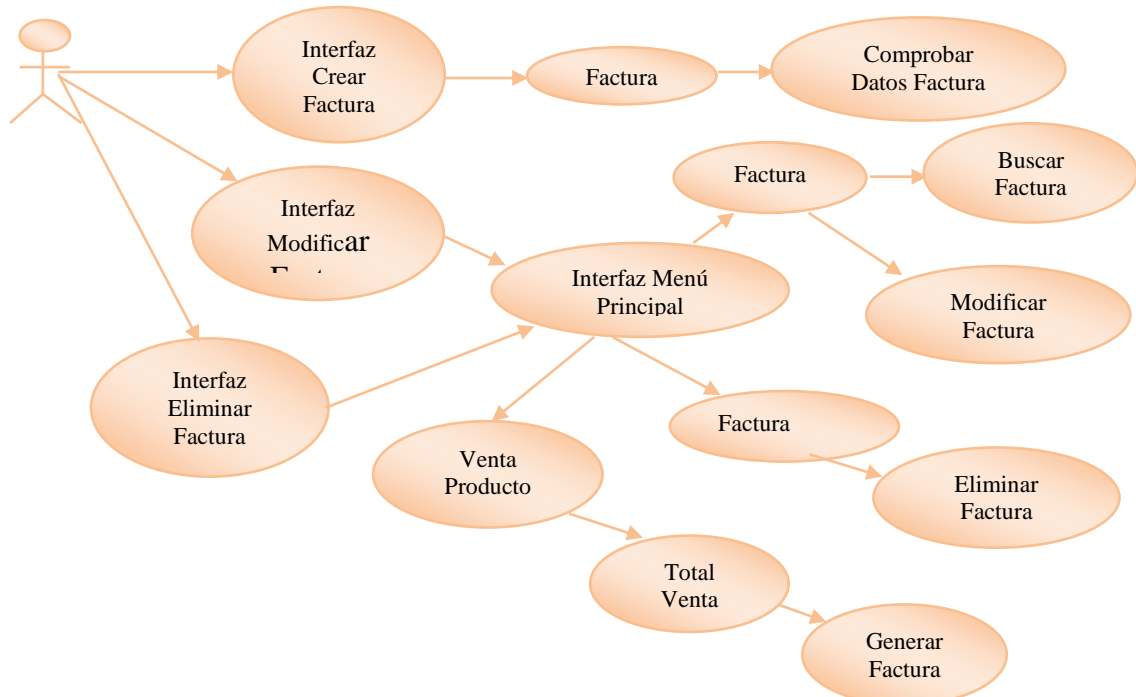 Interfaz
Crear
Factura
Factura
Comprobar
Datos Factura
Interfaz
Modificar
Factura
Buscar
Factura
Interfaz Menú
Principal
Modificar
Factura
Interfaz
Eliminar
Factura
Factura
Venta
Producto
Eliminar
Factura
Total
Venta
Generar
Factura